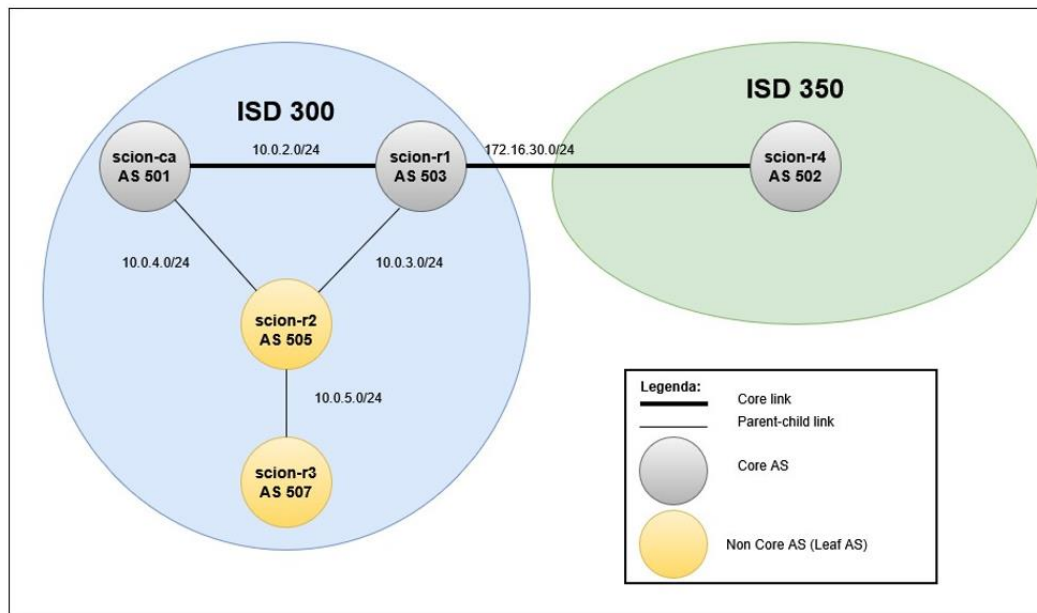 ISD 300
ISD 350
scion-ca
AS 501
10.0.2.0/24
scion-r1
AS 503
172.16.30.0/24
scion-r4
AS 502
10.0.4.0/24
10.0.3.0/24
scion-r2
AS 505
10.0.5.0/24
scion-r3
AS 507
Legenda:
Core link
Parent-child link
Core AS
Non Core AS (Leaf AS)